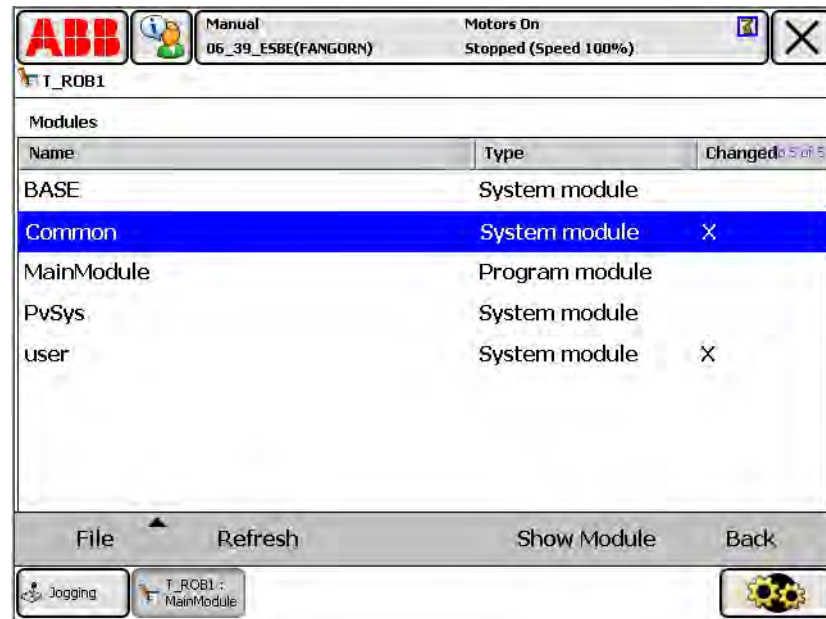 ABB
Manual
06_39_ESBE(FANGORN)
Motors On
Stopped (Speed 100%)
T_ROB1
Modules
Name Type Changed
BASE System module
Common System module X
MainModule Program module
PvSys System module
user System module X
File Refresh Show Module Back
Jogging
T_ROB1 :
MainModule